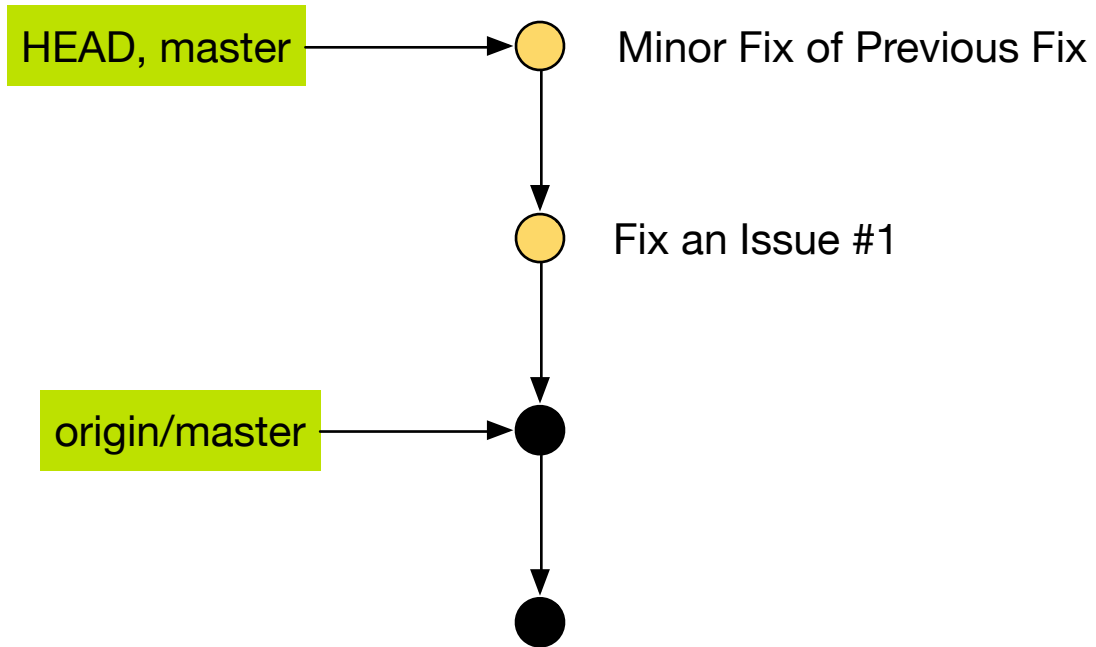 HEAD, master
Minor Fix of Previous Fix
Fix an Issue #1
origin/master